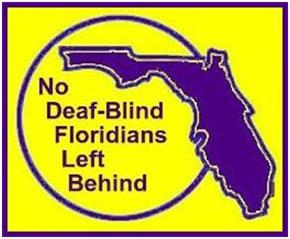 No
Deaf-Blind
Floridians
Left
Behind